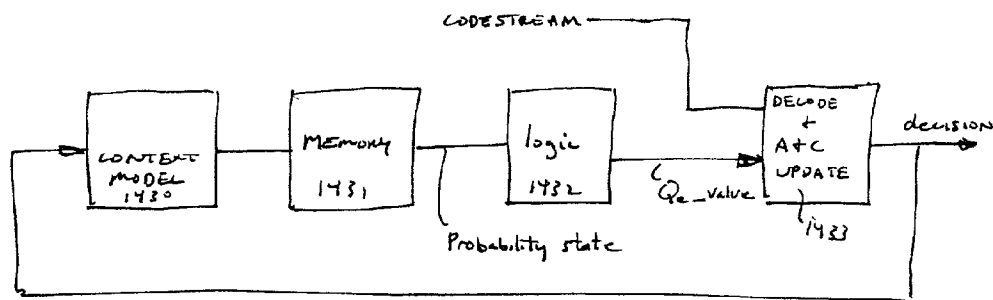 CODESTREAM
CONTEXT
MODEL
1430
MEMORY
1431
logic
1432
DECODE
+
A+C
UPDATE
decision
Qe_value
1433
Probability state